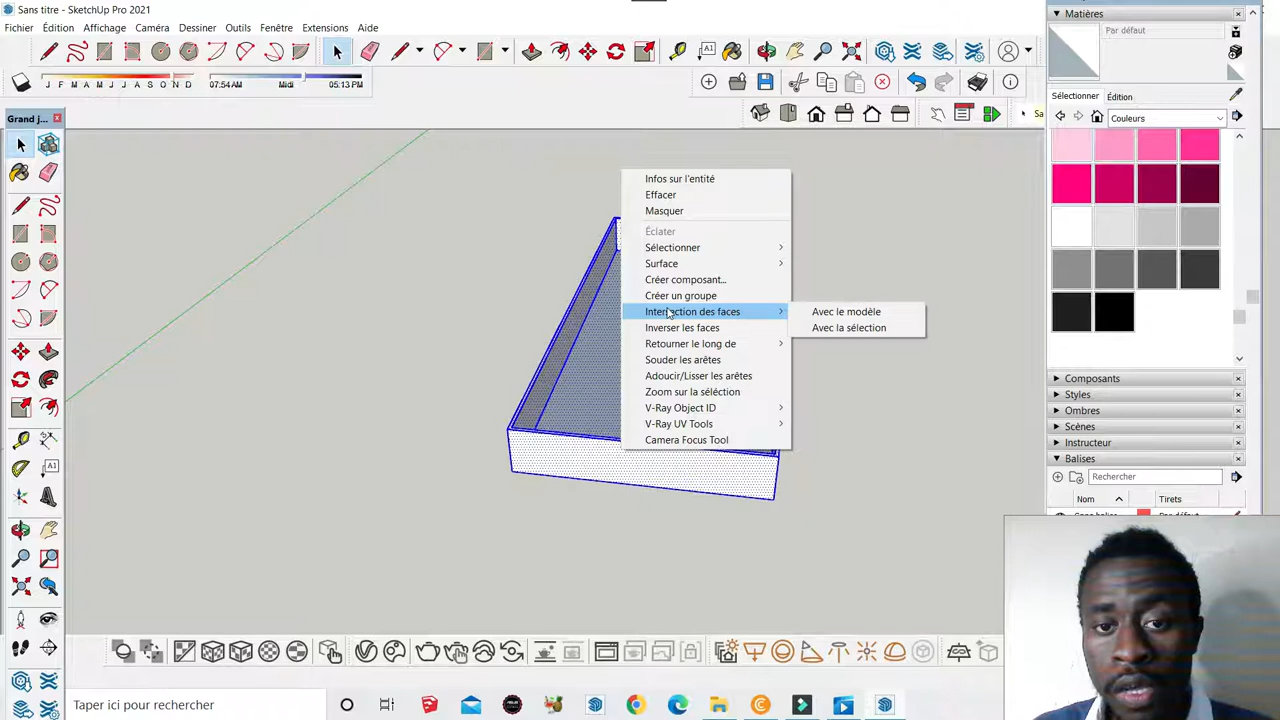 Sans titre - SketchUp Pro 2021
Fichier Édition Affichage Caméra Dessiner Outils Fenêtre Extensions Aide
J F M A M J J A S O N D 07:54AM Midi 05:13 PM
Grand j...
Infos sur l'entité
Effacer
Masquer
Éclater
Sélectionner
Surface
Créer composant...
Créer un groupe
Intersection des faces
Avec le modèle
Inverser les faces
Avec la sélection
Retourner le long de
Souder les arêtes
Adoucir/Lisser les arêtes
Zoom sur la séléction
V-Ray Object ID
V-Ray UV Tools
Camera Focus Tool
Matières
Par défaut
Sélectionner Édition
Couleurs
Composants
Styles
Ombres
Scènes
Instructeur
Balises
Rechercher
Nom Tirets
Taper ici pour rechercher